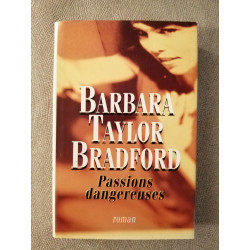 BARBARA
TAYLOR
BRADFORD
Passions
dangereuses
roman